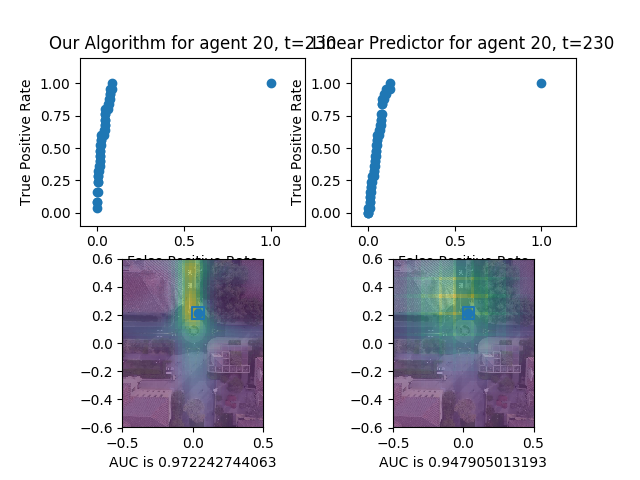 Our Algorithm for agent 20, t=230
Linear Predictor for agent 20, t=230
True Positive Rate
1.00
0.75
0.50
0.25
0.00
0.0 0.5 1.0
False Positive Rate
True Positive Rate
1.00
0.75
0.50
0.25
0.00
0.0 0.5 1.0
False Positive Rate
0.6
0.4
0.2
0.0
−0.2
−0.4
−0.6
−0.5 0.0 0.5
AUC is 0.972242744063
0.6
0.4
0.2
0.0
−0.2
−0.4
−0.6
−0.5 0.0 0.5
AUC is 0.947905013193